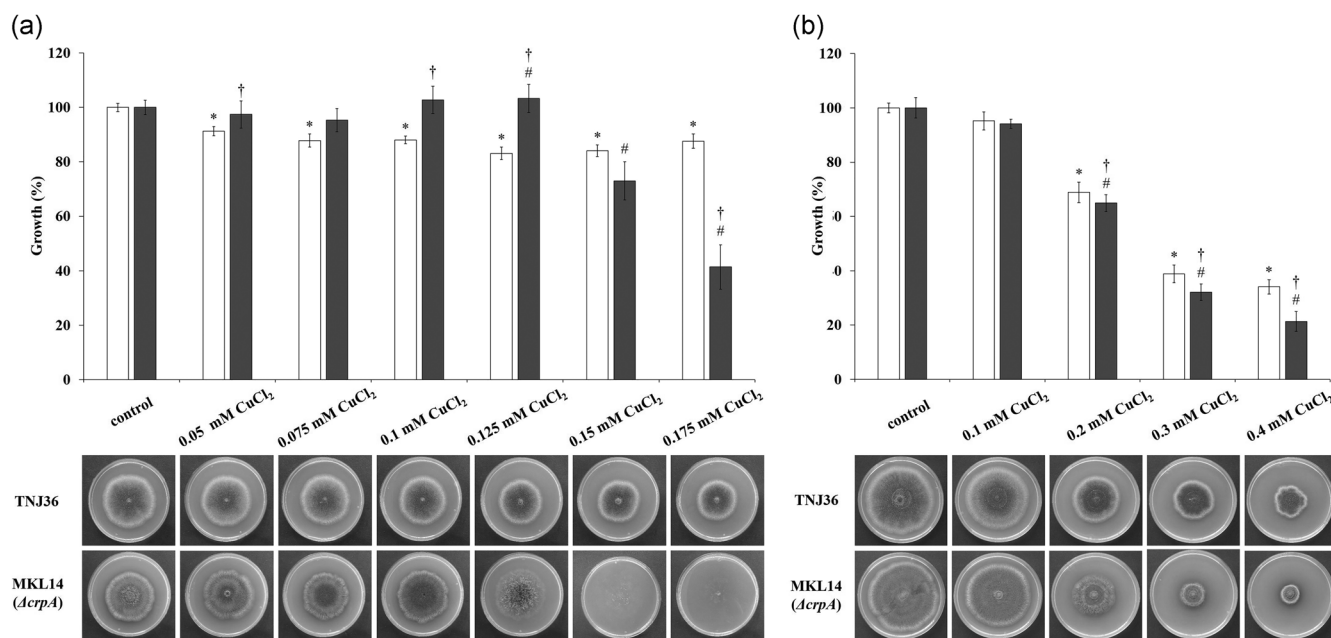 (a)
120
100
80
60
40
20
0
Growth (%)
*
†
*
*
†
*
†
#
*
#
*
†
#
control
0.05 mM CuCl₂
0.075 mM CuCl₂
0.1 mM CuCl₂
0.125 mM CuCl₂
0.15 mM CuCl₂
0.175 mM CuCl₂
TNJ36
MKL14
(ΔcrpA)
(b)
120
100
80
20
0
Growth (%)
*
†
#
*
†
#
*
†
#
control
0.1 mM CuCl₂
0.2 mM CuCl₂
0.3 mM CuCl₂
0.4 mM CuCl₂
TNJ36
MKL14
(ΔcrpA)